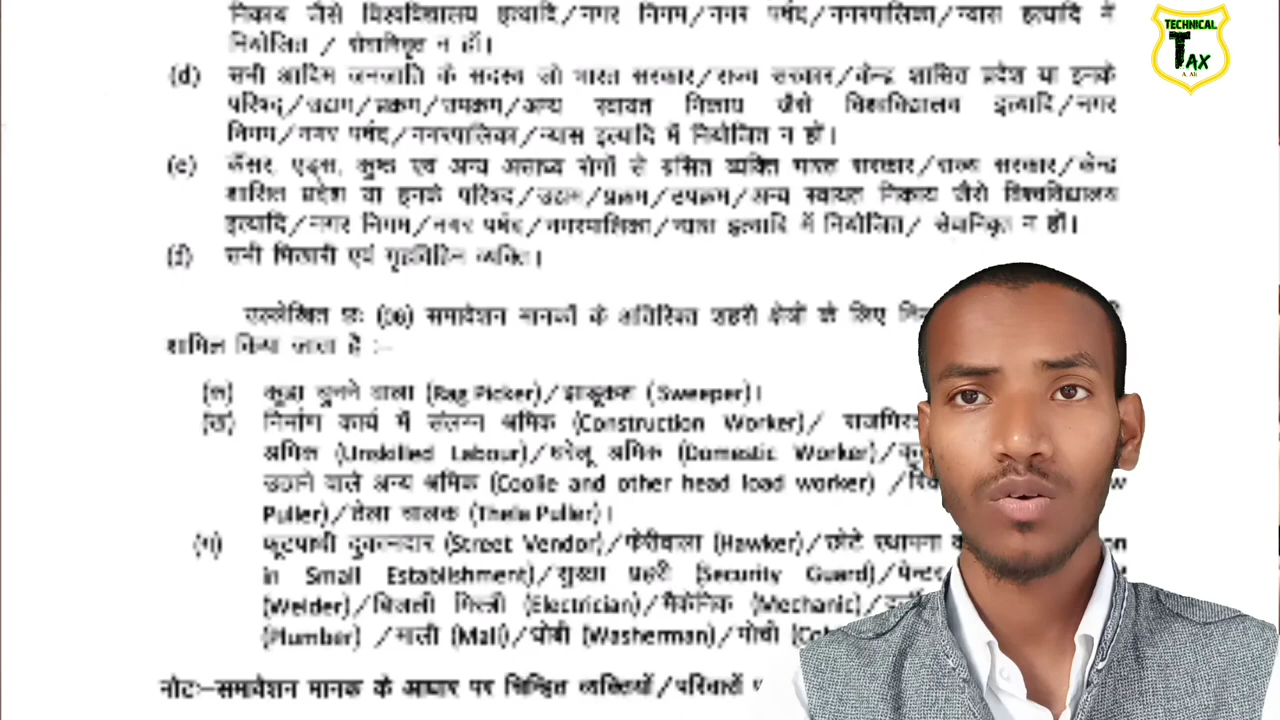 निकाय जैसे विश्वविद्यालय इत्यादि/नगर निगम/नगर पर्षद/नगरपालिका/न्यास इत्यादि में
नियोजित / सेवानिवृत न हों।
(d) सभी आदिम जनजाति के सदस्य जो भारत सरकार/राज्य सरकार/केन्द्र शासित प्रदेश या इनके
परिषद्/उद्यम/प्रक्रम/उपक्रम/अन्य स्वायत निकाय जैसे विश्वविद्यालय इत्यादि/नगर
निगम/नगर पर्षद/नगरपालिका/न्यास इत्यादि में नियोजित न हों।
(e) कैंसर, एड्स, कुष्ठ एवं अन्य असाध्य रोगों से ग्रसित व्यक्ति भारत सरकार/राज्य सरकार/केन्द्र
शासित प्रदेश या इनके परिषद/उद्यम/प्रक्रम/उपक्रम/अन्य स्वायत निकाय जैसे विश्वविद्यालय
इत्यादि/नगर निगम/नगर पर्षद/नगरपालिका/न्यास इत्यादि में नियोजित/ सेवानिवृत न हों।
(f) सभी भिखारी एवं गृहविहिन व्यक्ति।
उल्लेखित छः (06) समावेशन मानकों के अतिरिक्त शहरी क्षेत्रों के लिए
शामिल किया जाता है :-
(क) कूड़ा चुनने वाला (Rag Picker)/झाड़ूकश (Sweeper)।
(ख) निर्माण कार्य में संलग्न श्रमिक (Construction Worker)/
श्रमिक (Unskilled Labour)/घरेलू श्रमिक (Domestic Worker)/
उठाने वाले अन्य श्रमिक (Coolie and other head load worker) /
Puller)/ठेला चालक (Thela Puller)।
(ग) फूटपाथी दुकानदार (Street Vendor)/फेरीवाला (Hawker)/छोटे स्थापना
in Small Establishment)/सुरक्षा प्रहरी (Security Guard)/पेन्टर
(Welder)/बिजली मिस्त्री (Electrician)/मैकेनिक (Mechanic)/
(Plumber) /माली (Mali)/धोबी (Washerman)/मोची
नोटः-समावेशन मानक के आधार पर चिन्हित व्यक्तियों/परिवारों
TECHNICAL
TAX
A. Ali